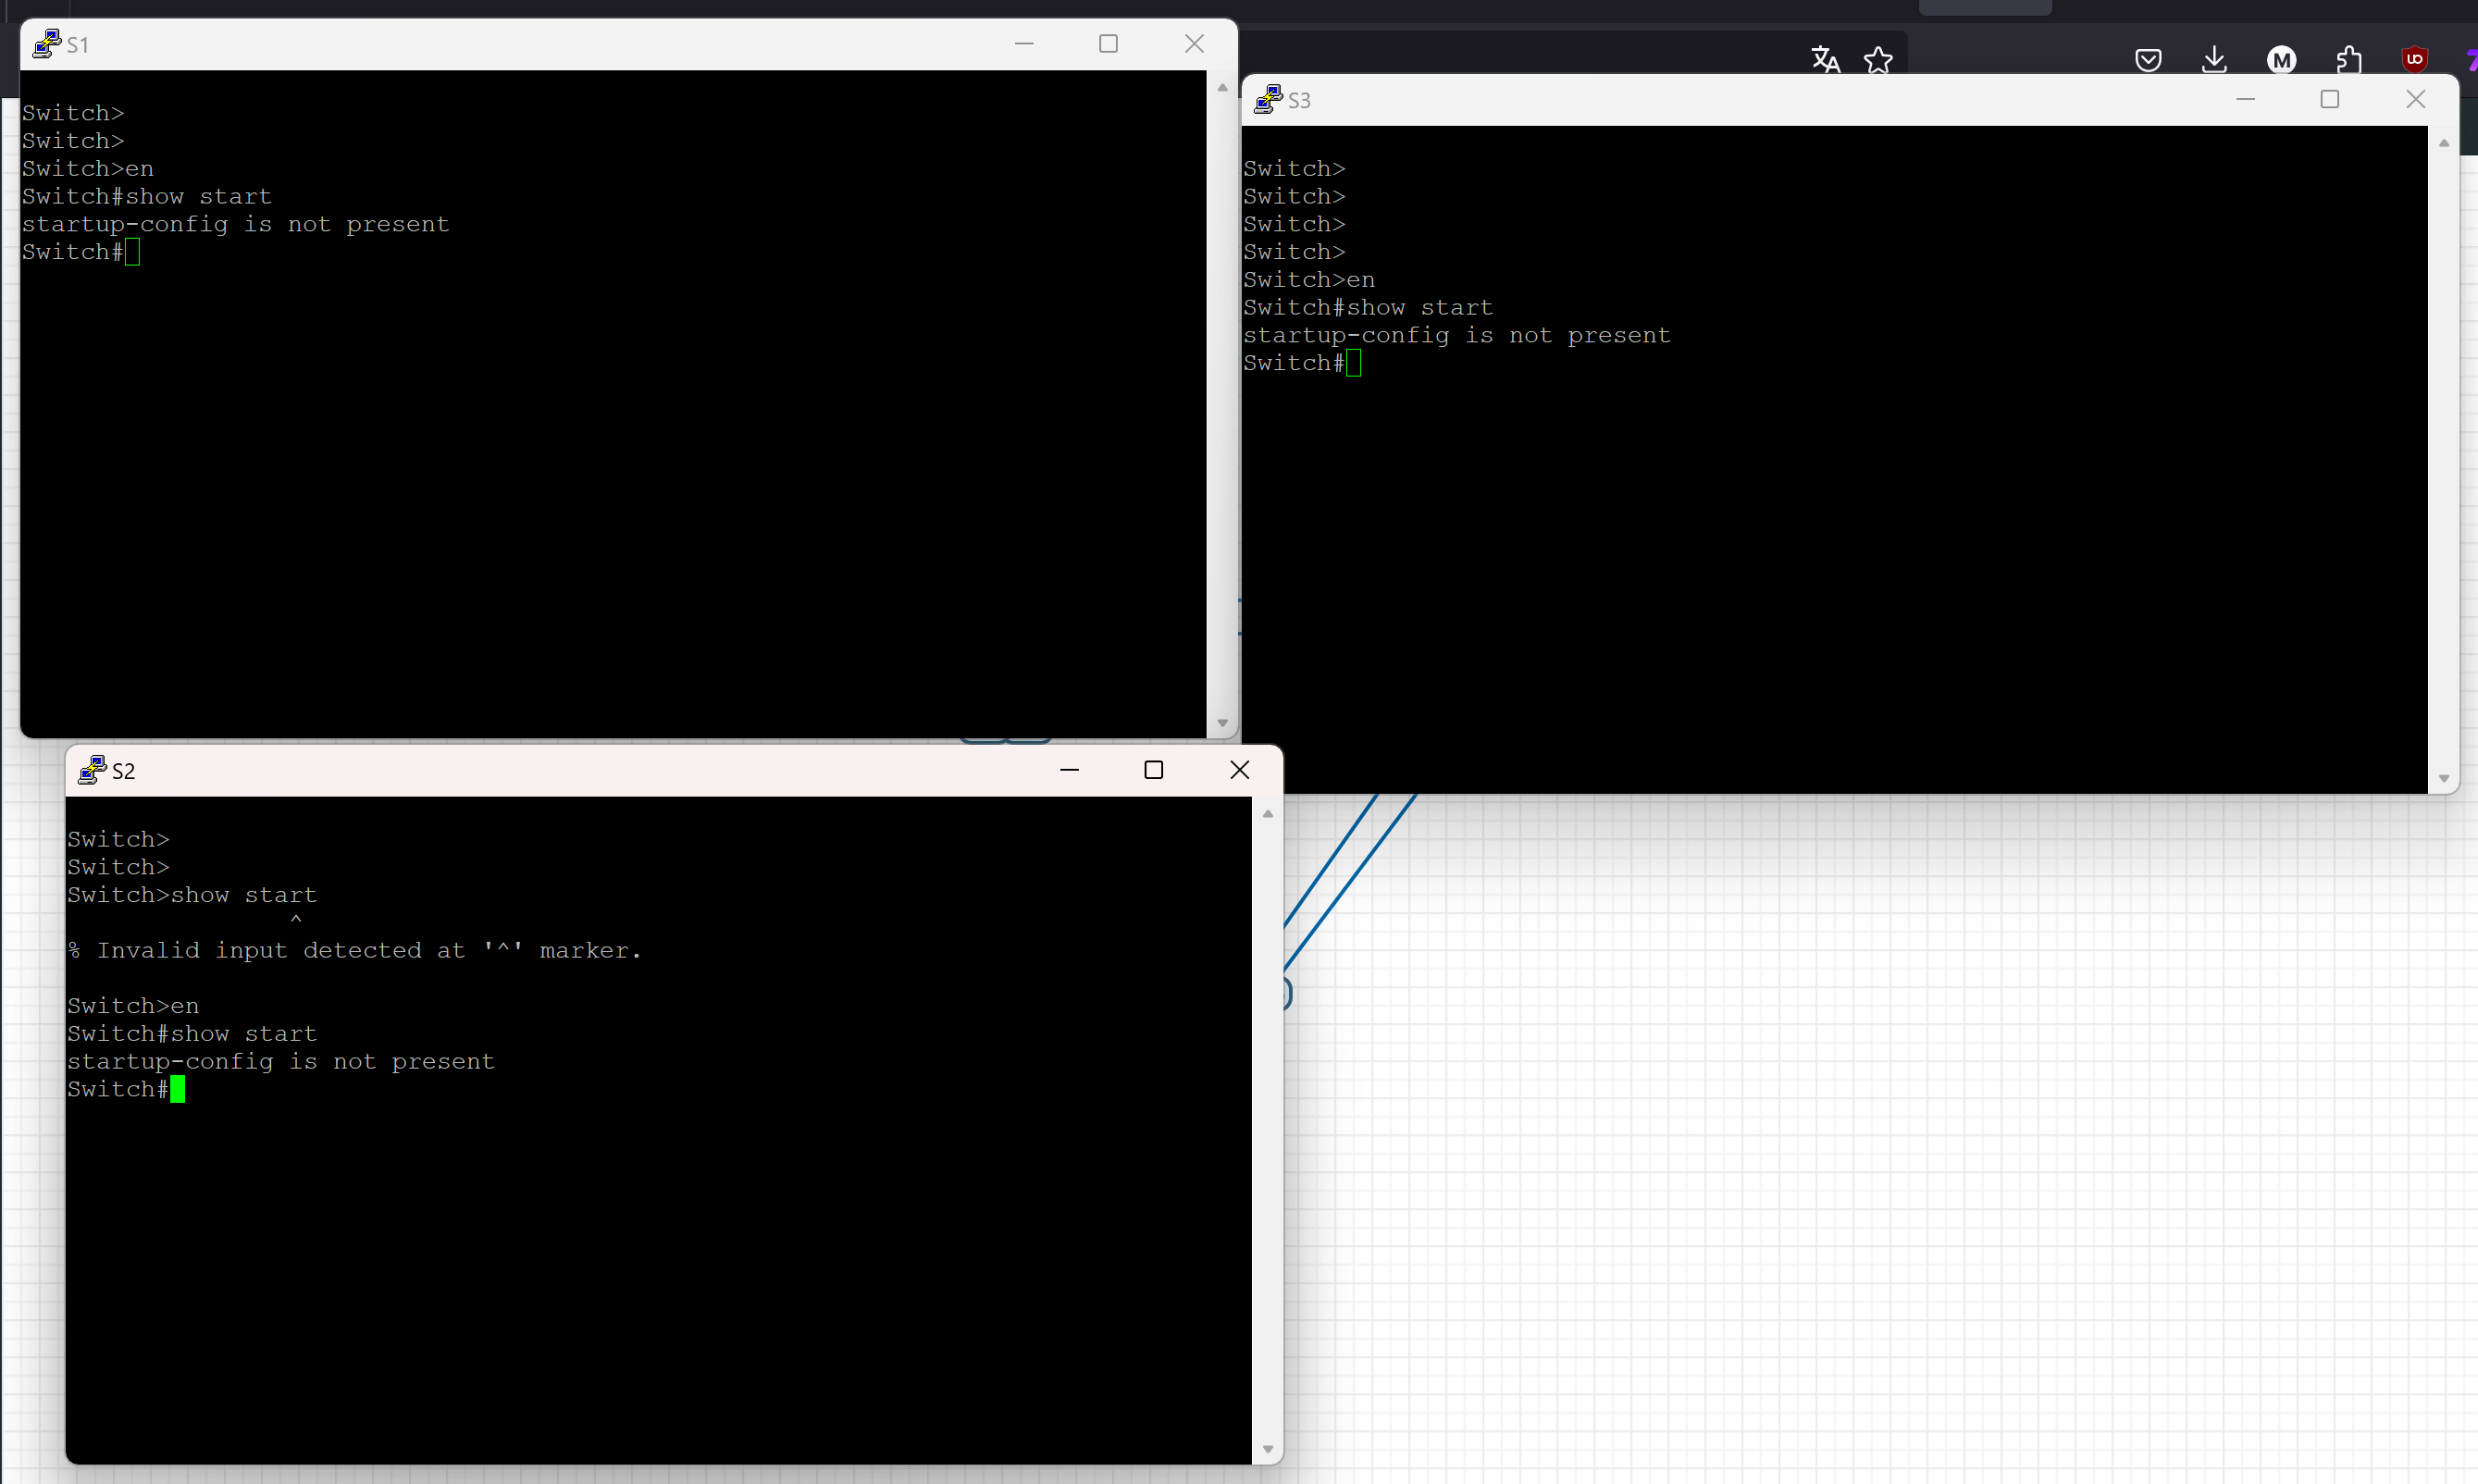 S1
Switch>
Switch>
Switch>en
Switch#show start
startup-config is not present
Switch#
S3
Switch>
Switch>
Switch>
Switch>
Switch>en
Switch#show start
startup-config is not present
Switch#
S2
Switch>
Switch>
Switch>show start
^
% Invalid input detected at '^' marker.
Switch>en
Switch#show start
startup-config is not present
Switch#